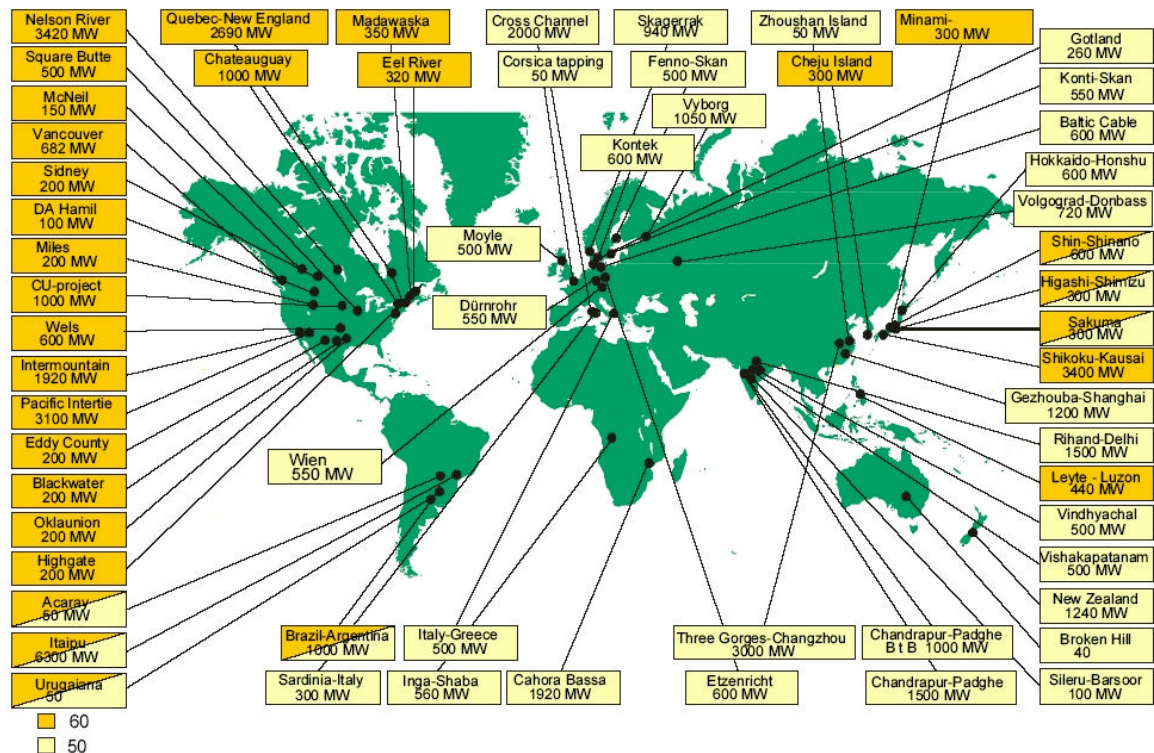 Nelson River
3420 MW
Square Butte
500 MW
McNeil
150 MW
Vancouver
682 MW
Sidney
200 MW
DA Hamil
100 MW
Miles
200 MW
CU-project
1000 MW
Wels
600 MW
Intermountain
1920 MW
Pacific Intertie
3100 MW
Eddy County
200 MW
Blackwater
200 MW
Oklaunion
200 MW
Highgate
200 MW
Acaray
50 MW
Itaipu
6300 MW
Urugaiana
50
60
50
Quebec-New England
2690 MW
Chateauguay
1000 MW
Madawaska
350 MW
Eel River
320 MW
Cross Channel
2000 MW
Corsica tapping
50 MW
Skagerrak
940 MW
Fenno-Skan
500 MW
Vyborg
1050 MW
Kontek
600 MW
Zhoushan Island
50 MW
Cheju Island
300 MW
Minami-
300 MW
Moyle
500 MW
Dürnrohr
550 MW
Wien
550 MW
Gotland
260 MW
Konti-Skan
550 MW
Baltic Cable
600 MW
Hokkaido-Honshu
600 MW
Volgograd-Donbass
720 MW
Shin-Shinano
600 MW
Higashi-Shimizu
300 MW
Sakuma
300 MW
Shikoku-Kausai
3400 MW
Gezhouba-Shanghai
1200 MW
Rihand-Delhi
1500 MW
Leyte - Luzon
440 MW
Vindhyachal
500 MW
Vishakapatanam
500 MW
New Zealand
1240 MW
Broken Hill
40
Sileru-Barsoor
100 MW
Brazil-Argentina
1000 MW
Sardinia-Italy
300 MW
Italy-Greece
500 MW
Inga-Shaba
560 MW
Cahora Bassa
1920 MW
Three Gorges-Changzhou
3000 MW
Etzenricht
600 MW
Chandrapur-Padghe
B t B 1000 MW
Chandrapur-Padghe
1500 MW